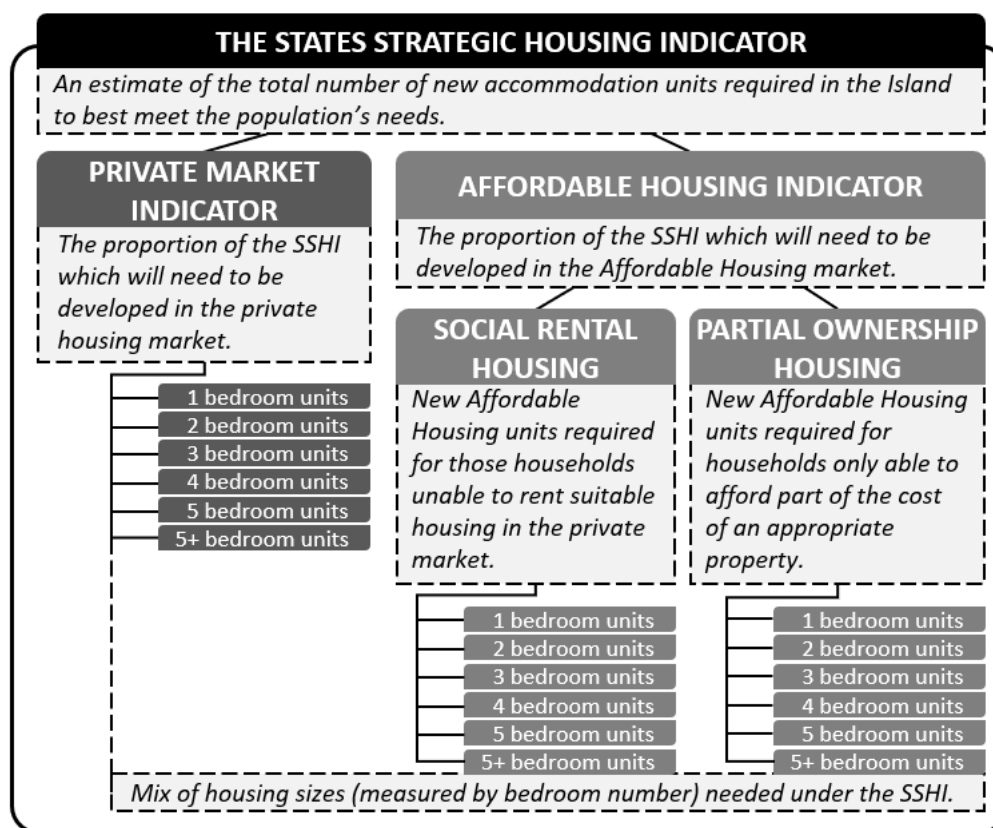 THE STATES STRATEGIC HOUSING INDICATOR
An estimate of the total number of new accommodation units required in the Island
to best meet the population's needs.
PRIVATE MARKET
INDICATOR
The proportion of the SSHI
which will need to be
developed in the private
housing market.
1 bedroom units
2 bedroom units
3 bedroom units
4 bedroom units
5 bedroom units
5+ bedroom units
AFFORDABLE HOUSING INDICATOR
The proportion of the SSHI which will need to be
developed in the Affordable Housing market.
SOCIAL RENTAL
HOUSING
New Affordable
Housing units required
for those households
unable to rent suitable
housing in the private
market.
1 bedroom units
2 bedroom units
3 bedroom units
4 bedroom units
5 bedroom units
5+ bedroom units
PARTIAL OWNERSHIP
HOUSING
New Affordable Housing
units required for
households only able to
afford part of the cost
of an appropriate
property.
1 bedroom units
2 bedroom units
3 bedroom units
4 bedroom units
5 bedroom units
5+ bedroom units
Mix of housing sizes (measured by bedroom number) needed under the SSHI.